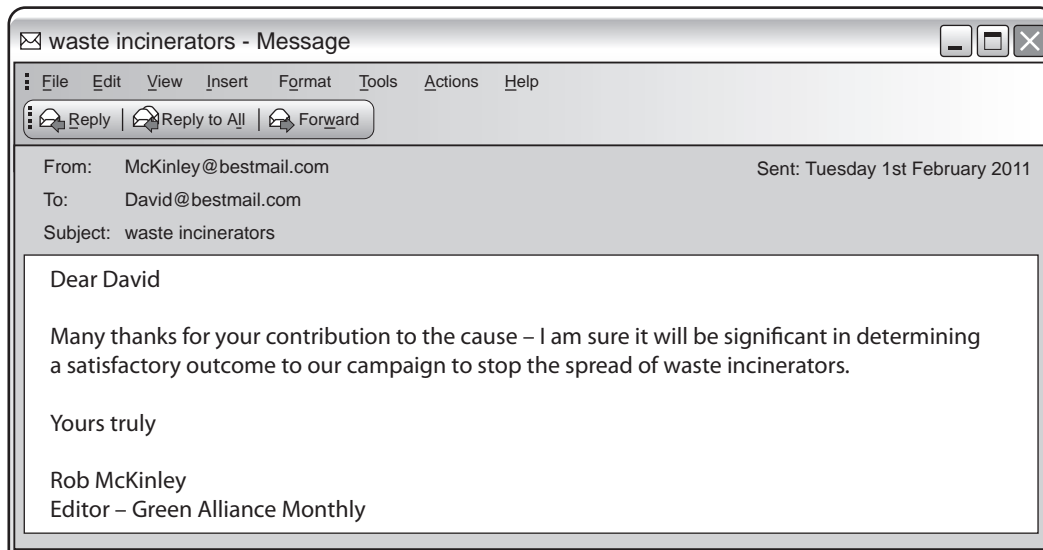 waste incinerators - Message
File Edit View Insert Format Tools Actions Help
Reply Reply to All Forward
From: McKinley@bestmail.com Sent: Tuesday 1st February 2011
To: David@bestmail.com
Subject: waste incinerators
Dear David
Many thanks for your contribution to the cause – I am sure it will be significant in determining
a satisfactory outcome to our campaign to stop the spread of waste incinerators.
Yours truly
Rob McKinley
Editor – Green Alliance Monthly